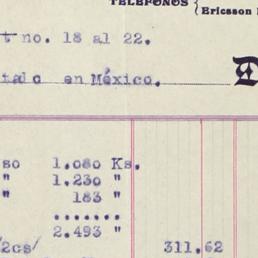 TELEFONOS { Ericsson
t no. 18 al 22.
en México.
so 1.080 Ks.
" 1.230 "
" 183 "
.......
2.493 "
2cs/ 311,62